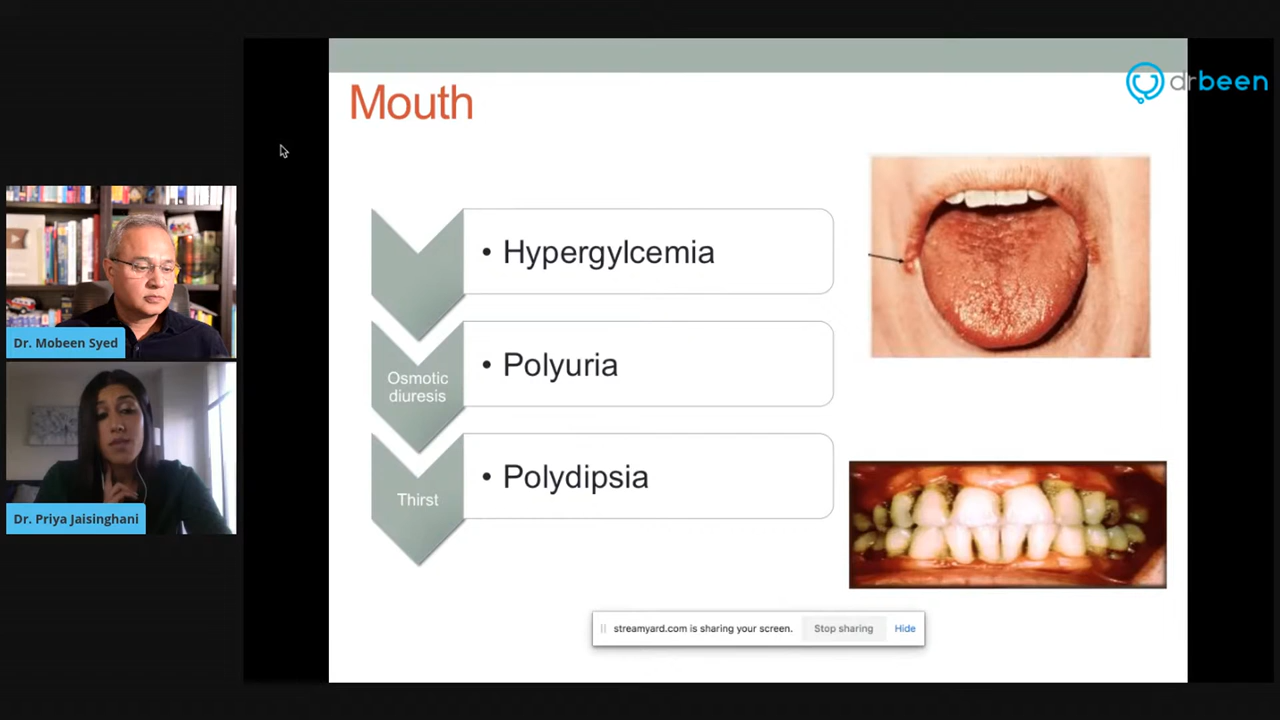 Mouth
drbeen
• Hypergylcemia
• Polyuria
Osmotic
diuresis
• Polydipsia
Thirst
Dr. Mobeen Syed
Dr. Priya Jaisinghani
streamyard.com is sharing your screen.
Stop sharing
Hide